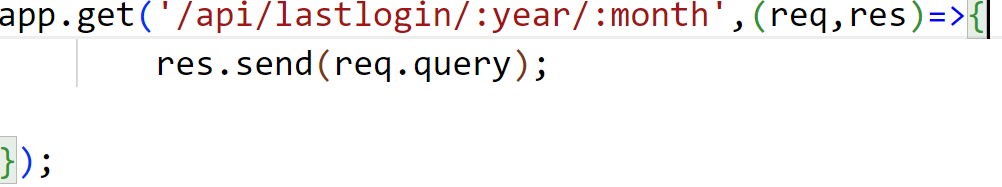 app.get('/api/lastlogin/:year/:month',(req,res)=>{
res.send(req.query);
});